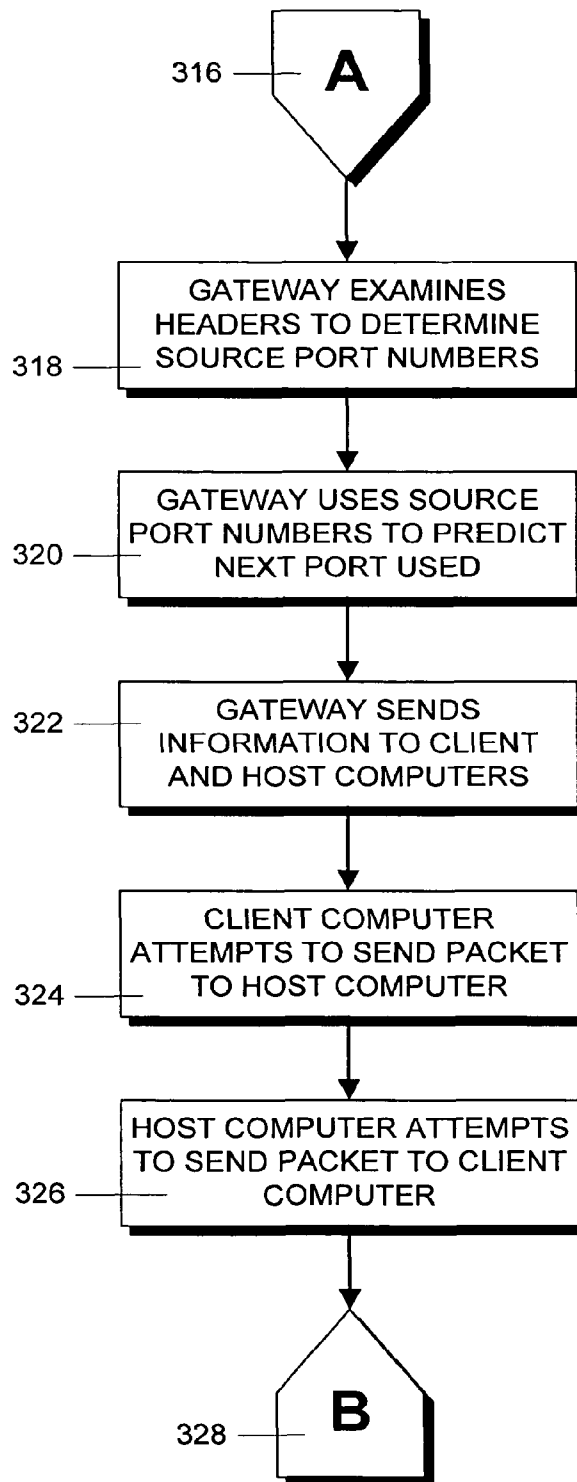 316
A
GATEWAY EXAMINES
HEADERS TO DETERMINE
SOURCE PORT NUMBERS
318
GATEWAY USES SOURCE
PORT NUMBERS TO PREDICT
NEXT PORT USED
320
GATEWAY SENDS
INFORMATION TO CLIENT
AND HOST COMPUTERS
322
CLIENT COMPUTER
ATTEMPTS TO SEND PACKET
TO HOST COMPUTER
324
HOST COMPUTER ATTEMPTS
TO SEND PACKET TO CLIENT
COMPUTER
326
B
328